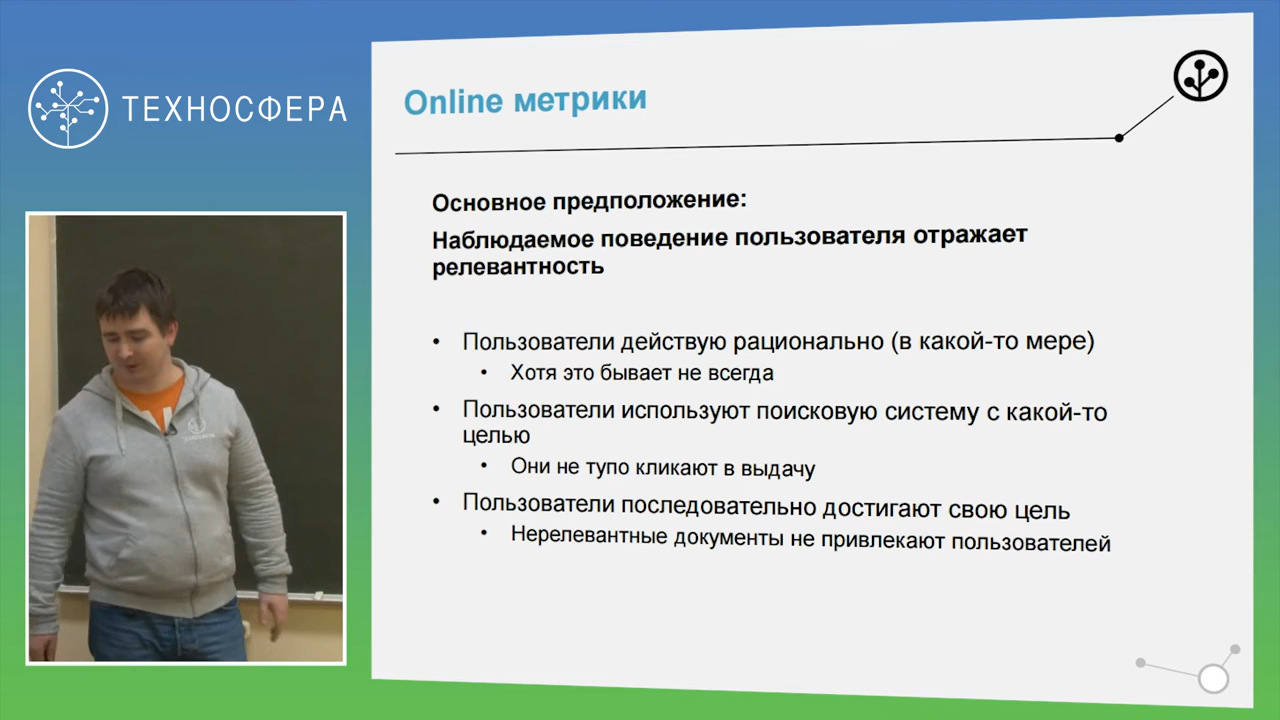 ТЕХНОСФЕРА
Online метрики
Основное предположение:
Наблюдаемое поведение пользователя отражает
релевантность
• Пользователи действую рационально (в какой-то мере)
• Хотя это бывает не всегда
• Пользователи используют поисковую систему с какой-то
целью
• Они не тупо кликают в выдачу
• Пользователи последовательно достигают свою цель
• Нерелевантные документы не привлекают пользователей